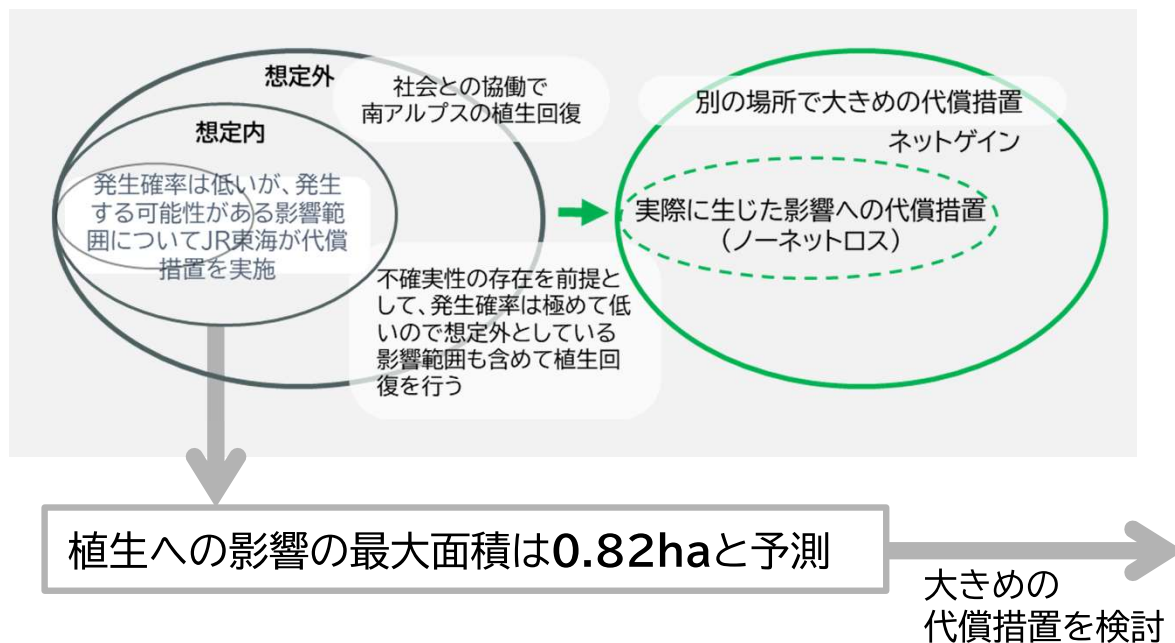 想定外
社会との協働で
南アルプスの植生回復
想定内
発生確率は低いが、発生
する可能性がある影響範
囲についてJR東海が代償
措置を実施
不確実性の存在を前提と
して、発生確率は極めて低
いので想定外としている
影響範囲も含めて植生回
復を行う
別の場所で大きめの代償措置
ネットゲイン
実際に生じた影響への代償措置
(ノーネットロス)
植生への影響の最大面積は0.82haと予測
大きめの
代償措置を検討